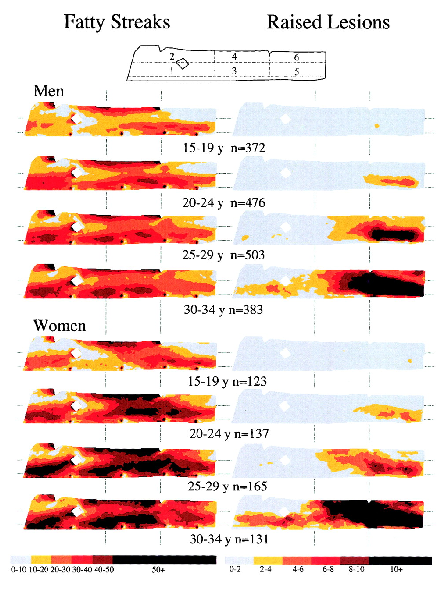 Fatty Streaks Raised Lesions
2 4 6
3 5
Men
15-19 y n=372
20-24 y n=476
25-29 y n=503
30-34 y n=383
Women
15-19 y n=123
20-24 y n=137
25-29 y n=165
30-34 y n=131
0-10 10-20 20-30 30-40 40-50 50+ 0-2 2-4 4-6 6-8 8-10 10+